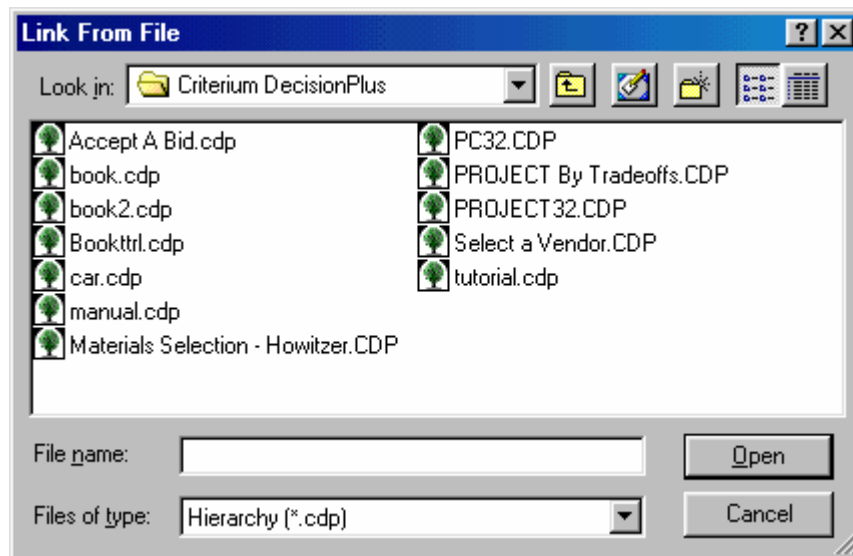 Link From File
Look in: Criterium DecisionPlus
Accept A Bid.cdp
book.cdp
book2.cdp
Bookttrl.cdp
car.cdp
manual.cdp
Materials Selection - Howitzer.CDP
PC32.CDP
PROJECT By Tradeoffs.CDP
PROJECT32.CDP
Select a Vendor.CDP
tutorial.cdp
File name:
Open
Files of type: Hierarchy (*.cdp)
Cancel